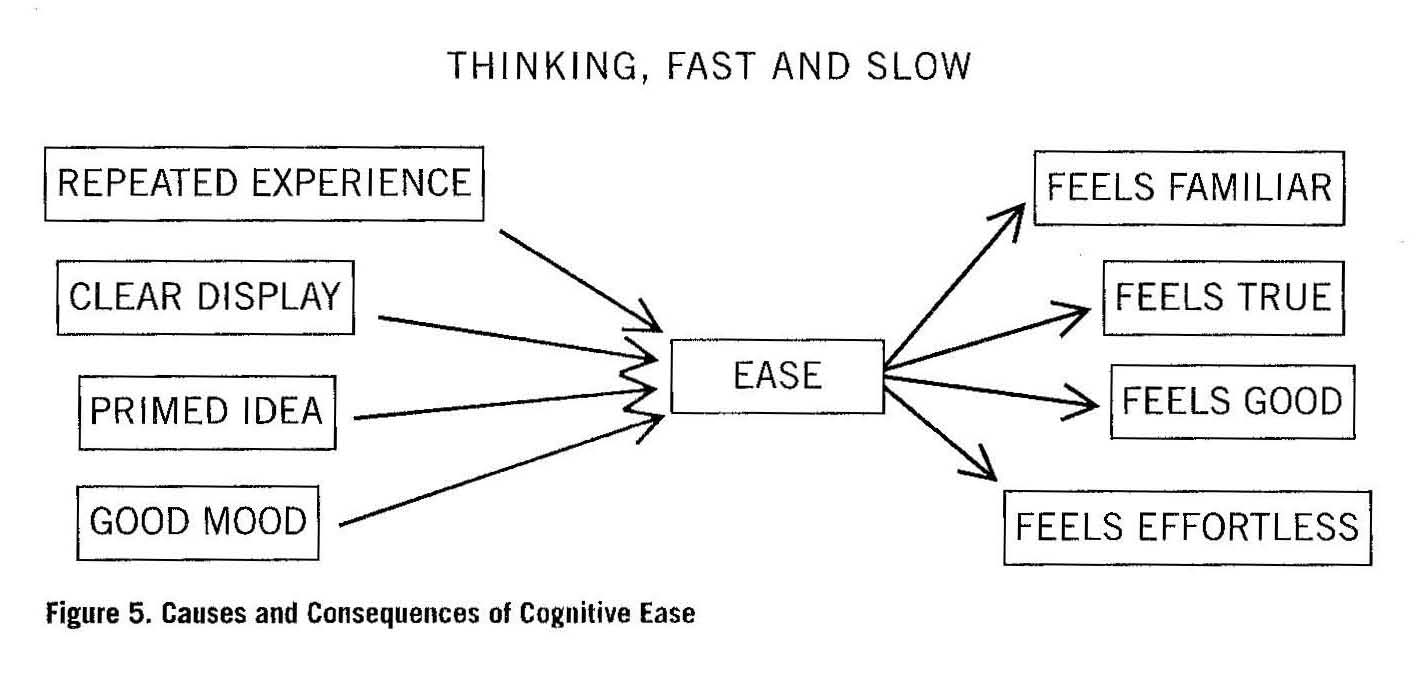 THINKING, FAST AND SLOW
REPEATED EXPERIENCE
CLEAR DISPLAY
PRIMED IDEA
GOOD MOOD
EASE
FEELS FAMILIAR
FEELS TRUE
FEELS GOOD
FEELS EFFORTLESS
Figure 5. Causes and Consequences of Cognitive Ease